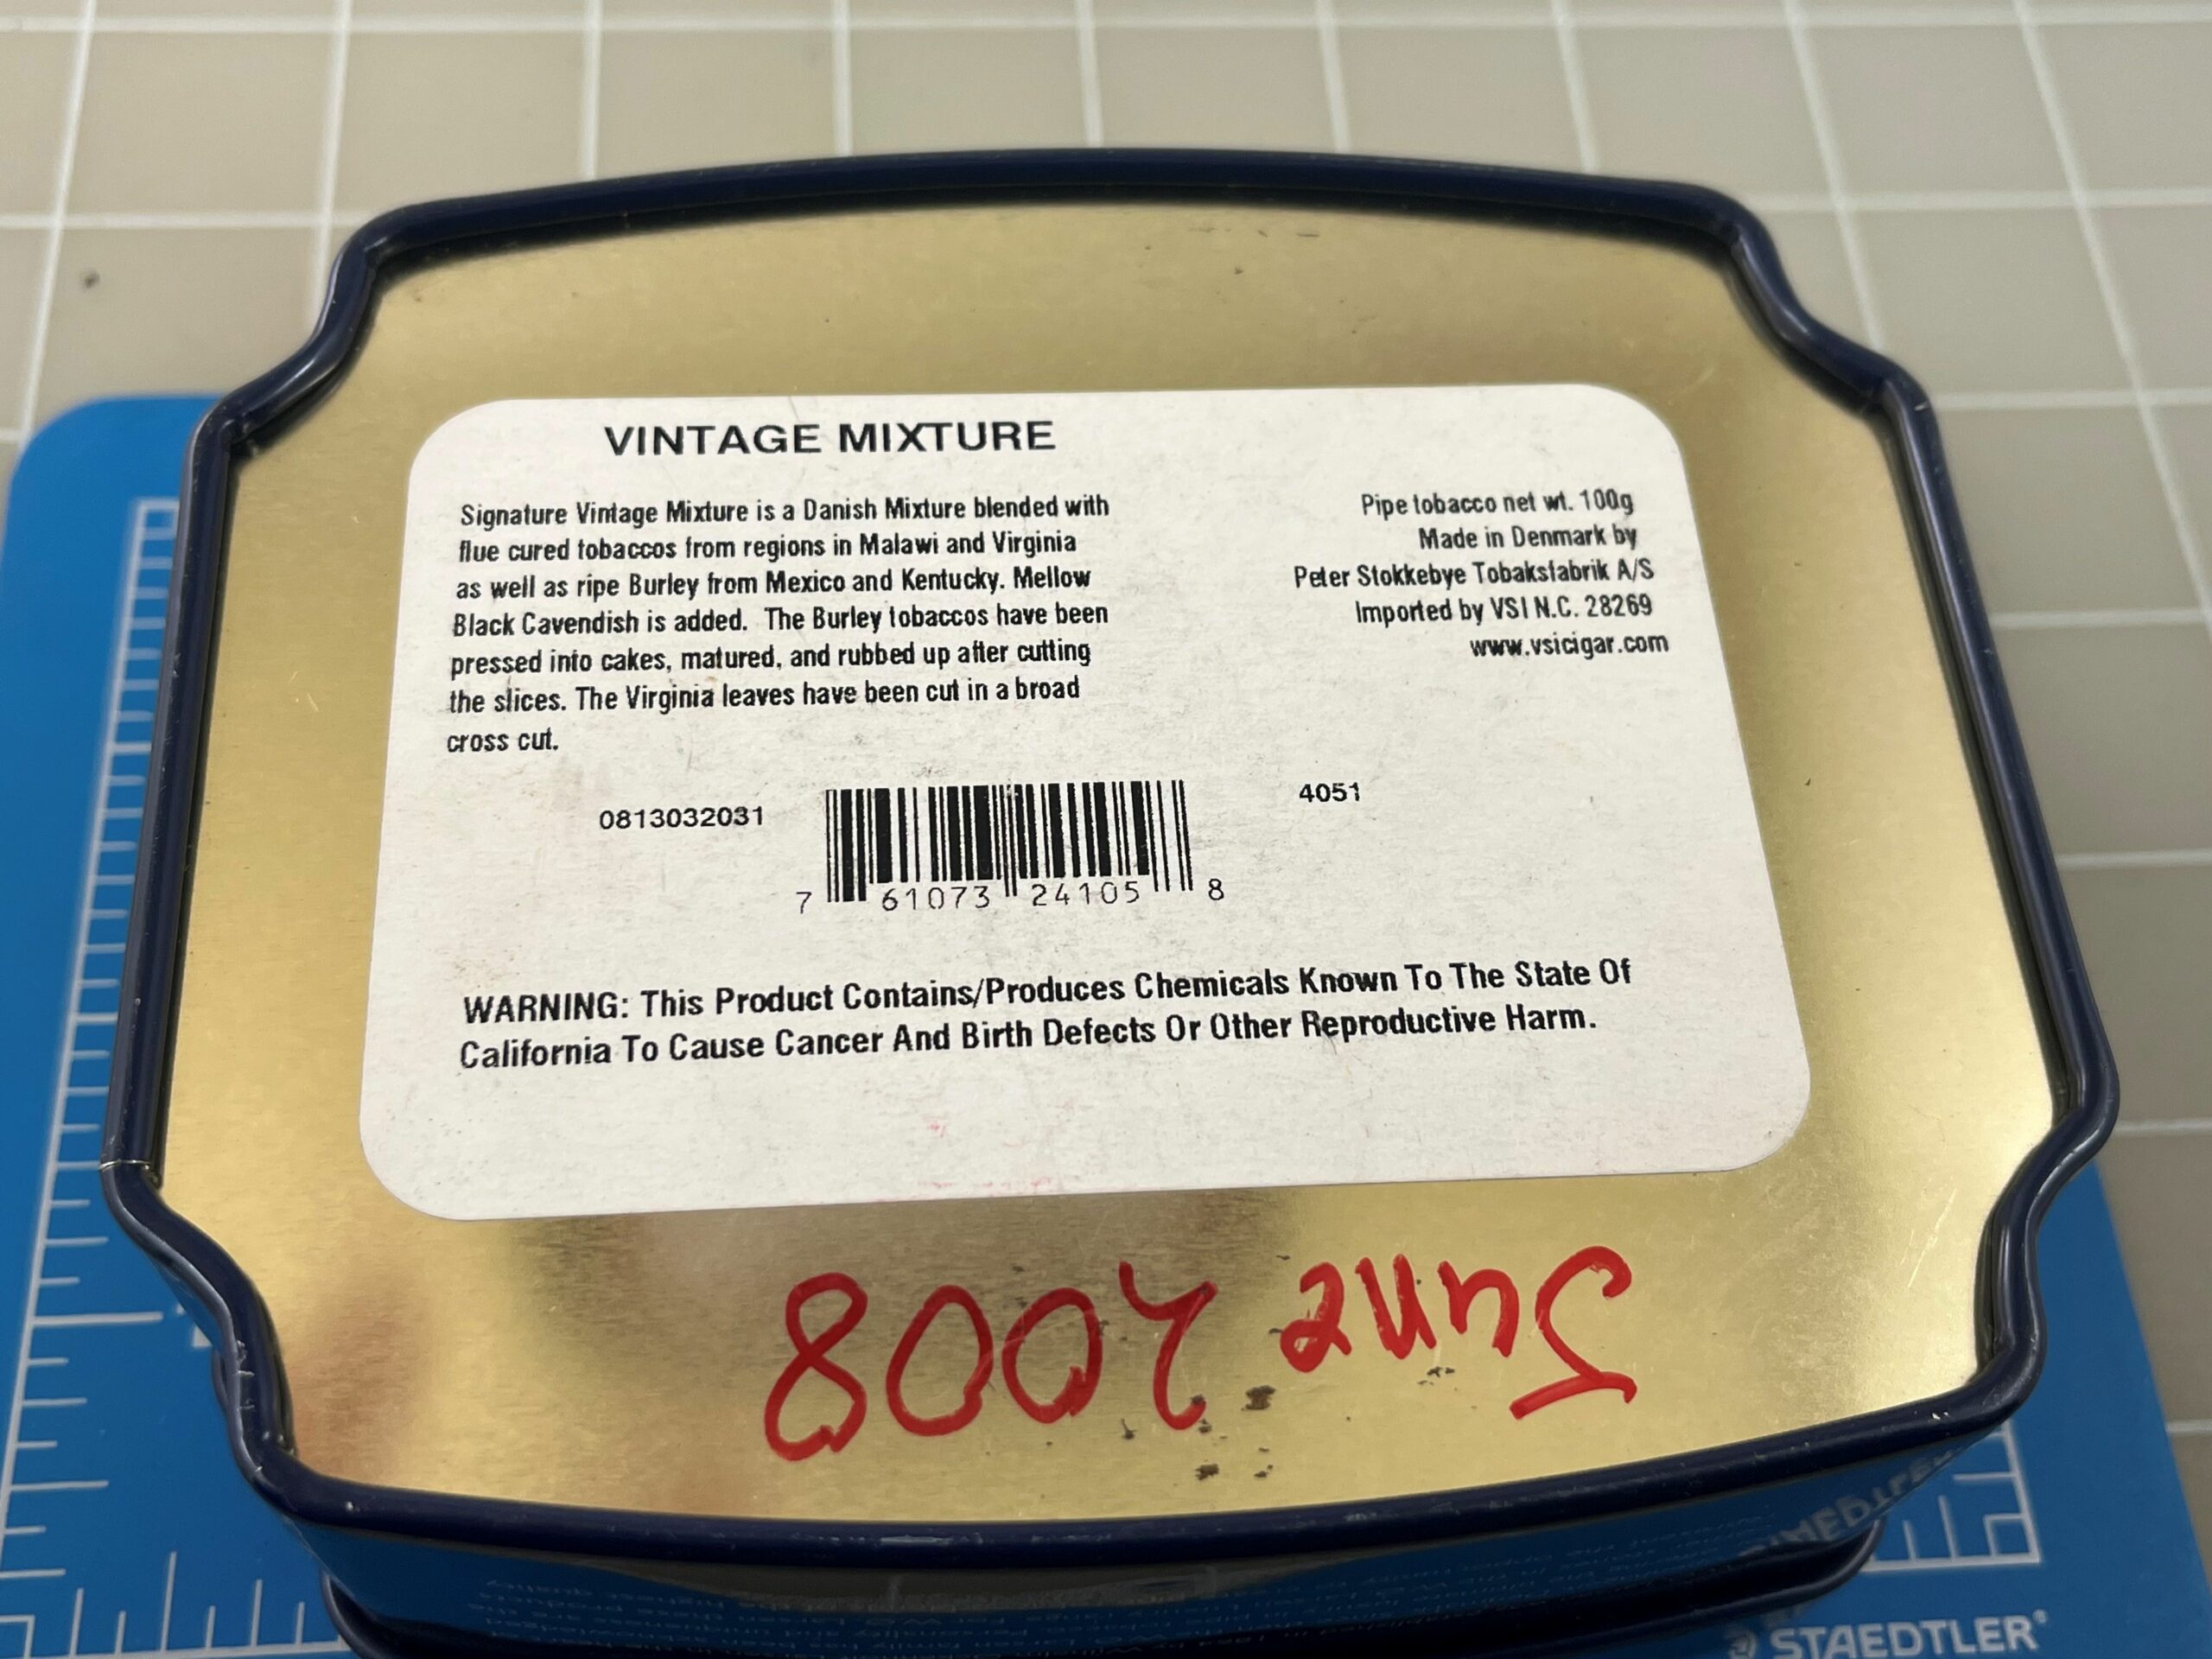 VINTAGE MIXTURE
Signature Vintage Mixture is a Danish Mixture blended with
flue cured tobaccos from regions in Malawi and Virginia
as well as ripe Burley from Mexico and Kentucky. Mellow
Black Cavendish is added. The Burley tobaccos have been
pressed into cakes, matured, and rubbed up after cutting
the slices. The Virginia leaves have been cut in a broad
cross cut.
Pipe tobacco net wt. 100g
Made in Denmark by
Peter Stokkebye Tobaksfabrik A/S
Imported by VSI N.C. 28269
www.vsicigar.com
0813032031
4051
7 61073 24105 8
WARNING: This Product Contains/Produces Chemicals Known To The State Of
California To Cause Cancer And Birth Defects Or Other Reproductive Harm.
June 2008
STAEDTLER